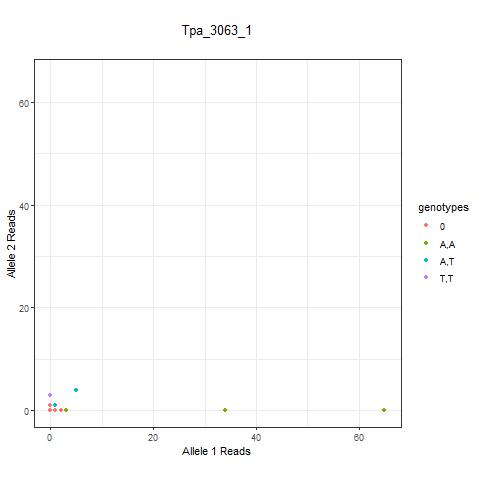 Tpa_3063_1
Allele 2 Reads
60
40
20
0
0
20
40
60
Allele 1 Reads
genotypes
0
A,A
A,T
T,T